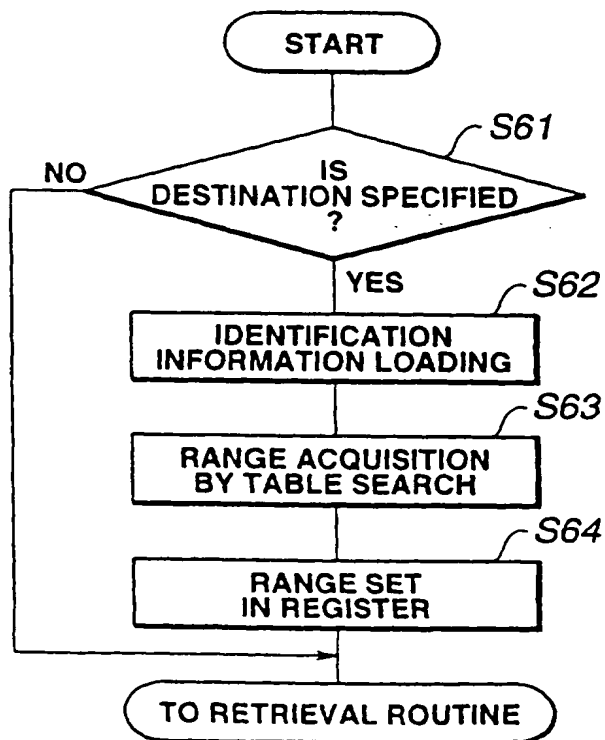 START
S61
NO
IS
DESTINATION SPECIFIED
?
YES
S62
IDENTIFICATION
INFORMATION LOADING
S63
RANGE ACQUISITION
BY TABLE SEARCH
S64
RANGE SET
IN REGISTER
TO RETRIEVAL ROUTINE